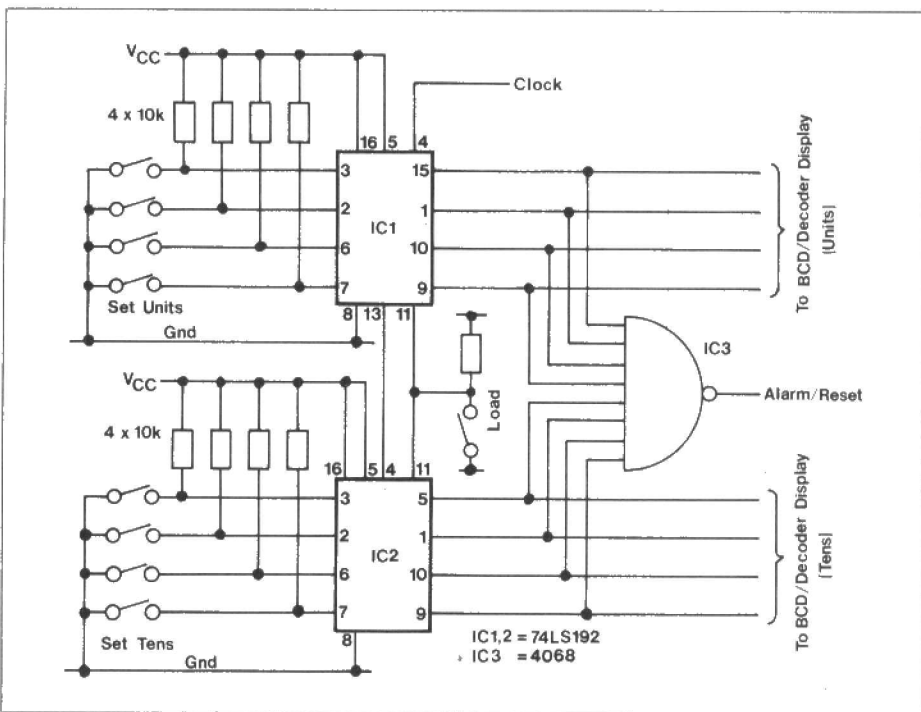 VCC
Clock
4 x 10k
16 5 4
3 15
2 1
IC1
6 10
7 9
Set Units
8 13 11
Gnd
To BCD/Decoder Display
(Units)
IC3
Alarm/Reset
Load
VCC
4 x 10k
16 5 4 11
3 5
2 1
IC2
6 10
7 9
Set Tens
8
Gnd
To BCD/Decoder Display
(Tens)
IC1,2 = 74LS192
IC3 = 4068